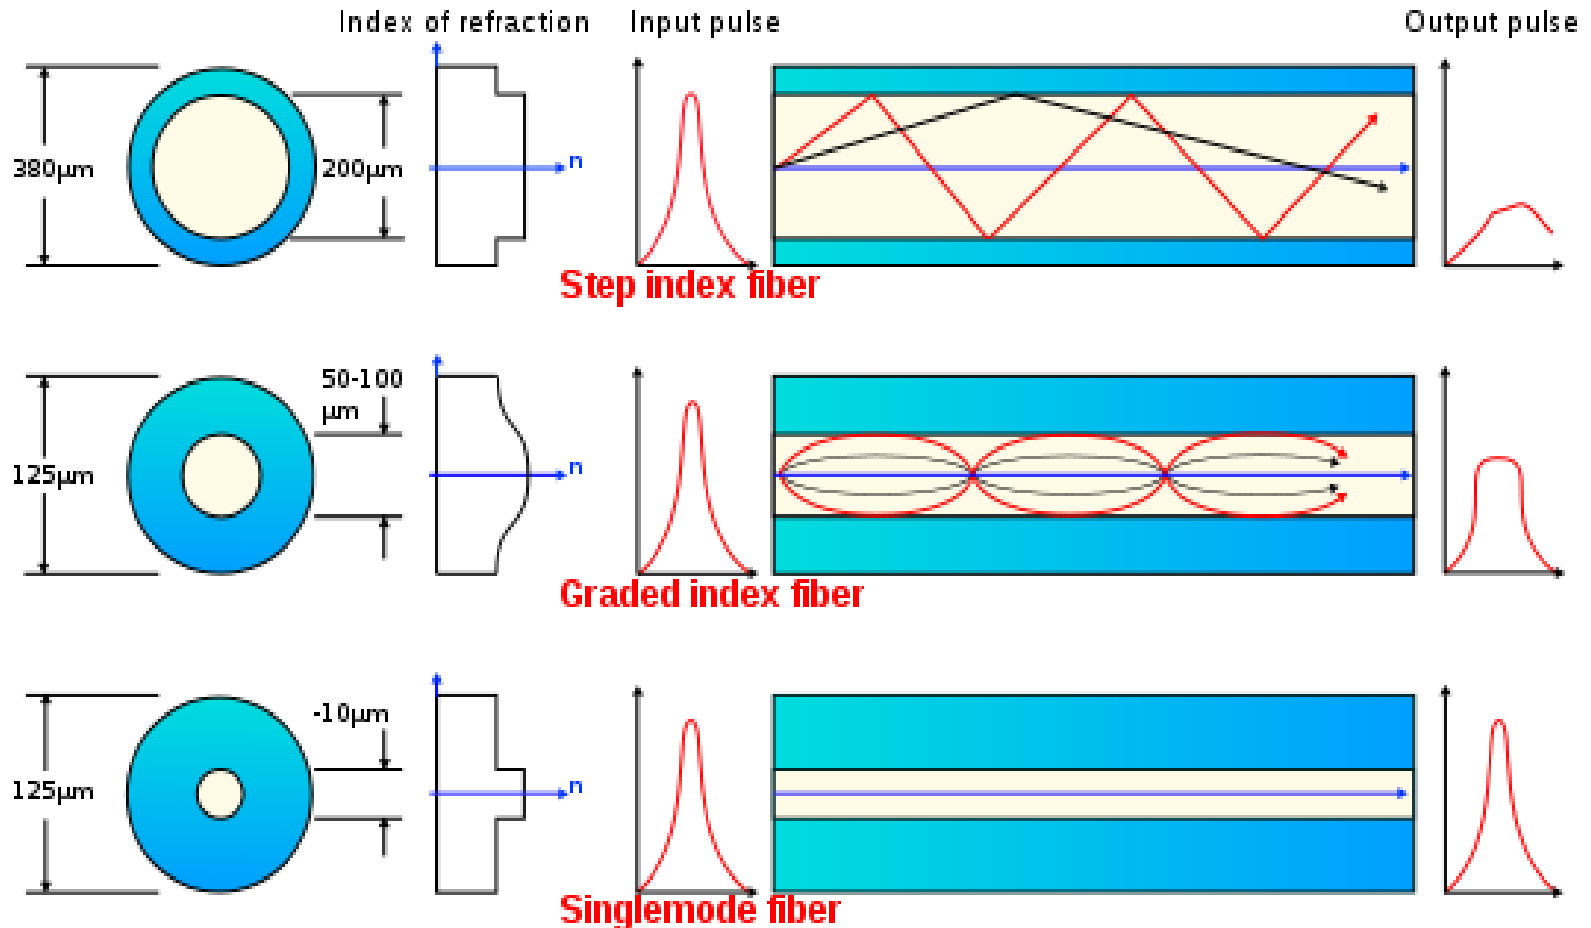 Index of refraction
Input pulse
Output pulse
380µm
200µm
n
Step index fiber
50-100
µm
125µm
n
Graded index fiber
-10µm
125µm
n
Singlemode fiber